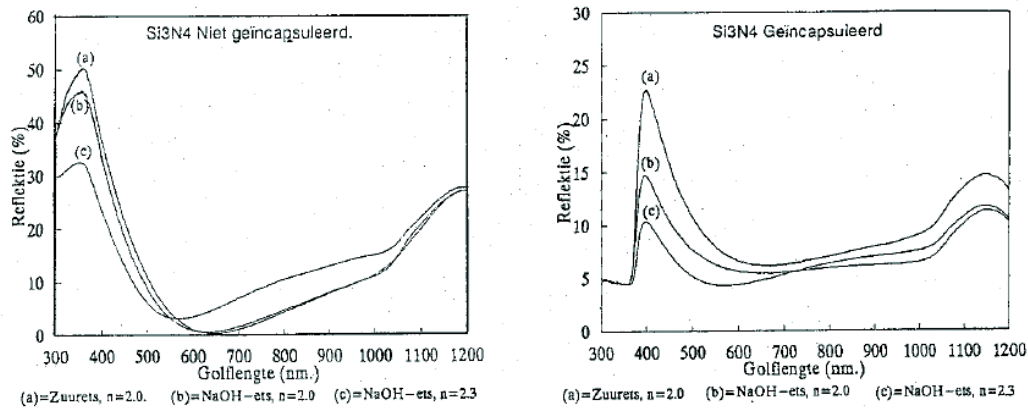 Si3N4 Niet geïncapsuleerd.
60
50
40
30
20
10
0
Reflektie (%)
(a)
(b)
(c)
300 400 500 600 700 800 900 1000 1100 1200
Golflengte (nm.)
(a)=Zuurets, n=2.0. (b)=NaOH-ets, n=2.0 (c)=NaOH-ets, n=2.3
Si3N4 Geïncapsuleerd
30
25
20
15
10
5
0
Reflektie (%)
(a)
(b)
(c)
300 400 500 600 700 800 900 1000 1100 1200
Golflengte (nm.)
(a)=Zuurets, n=2.0 (b)=NaOH-ets, n=2.0 (c)=NaOH-ets, n=2.3